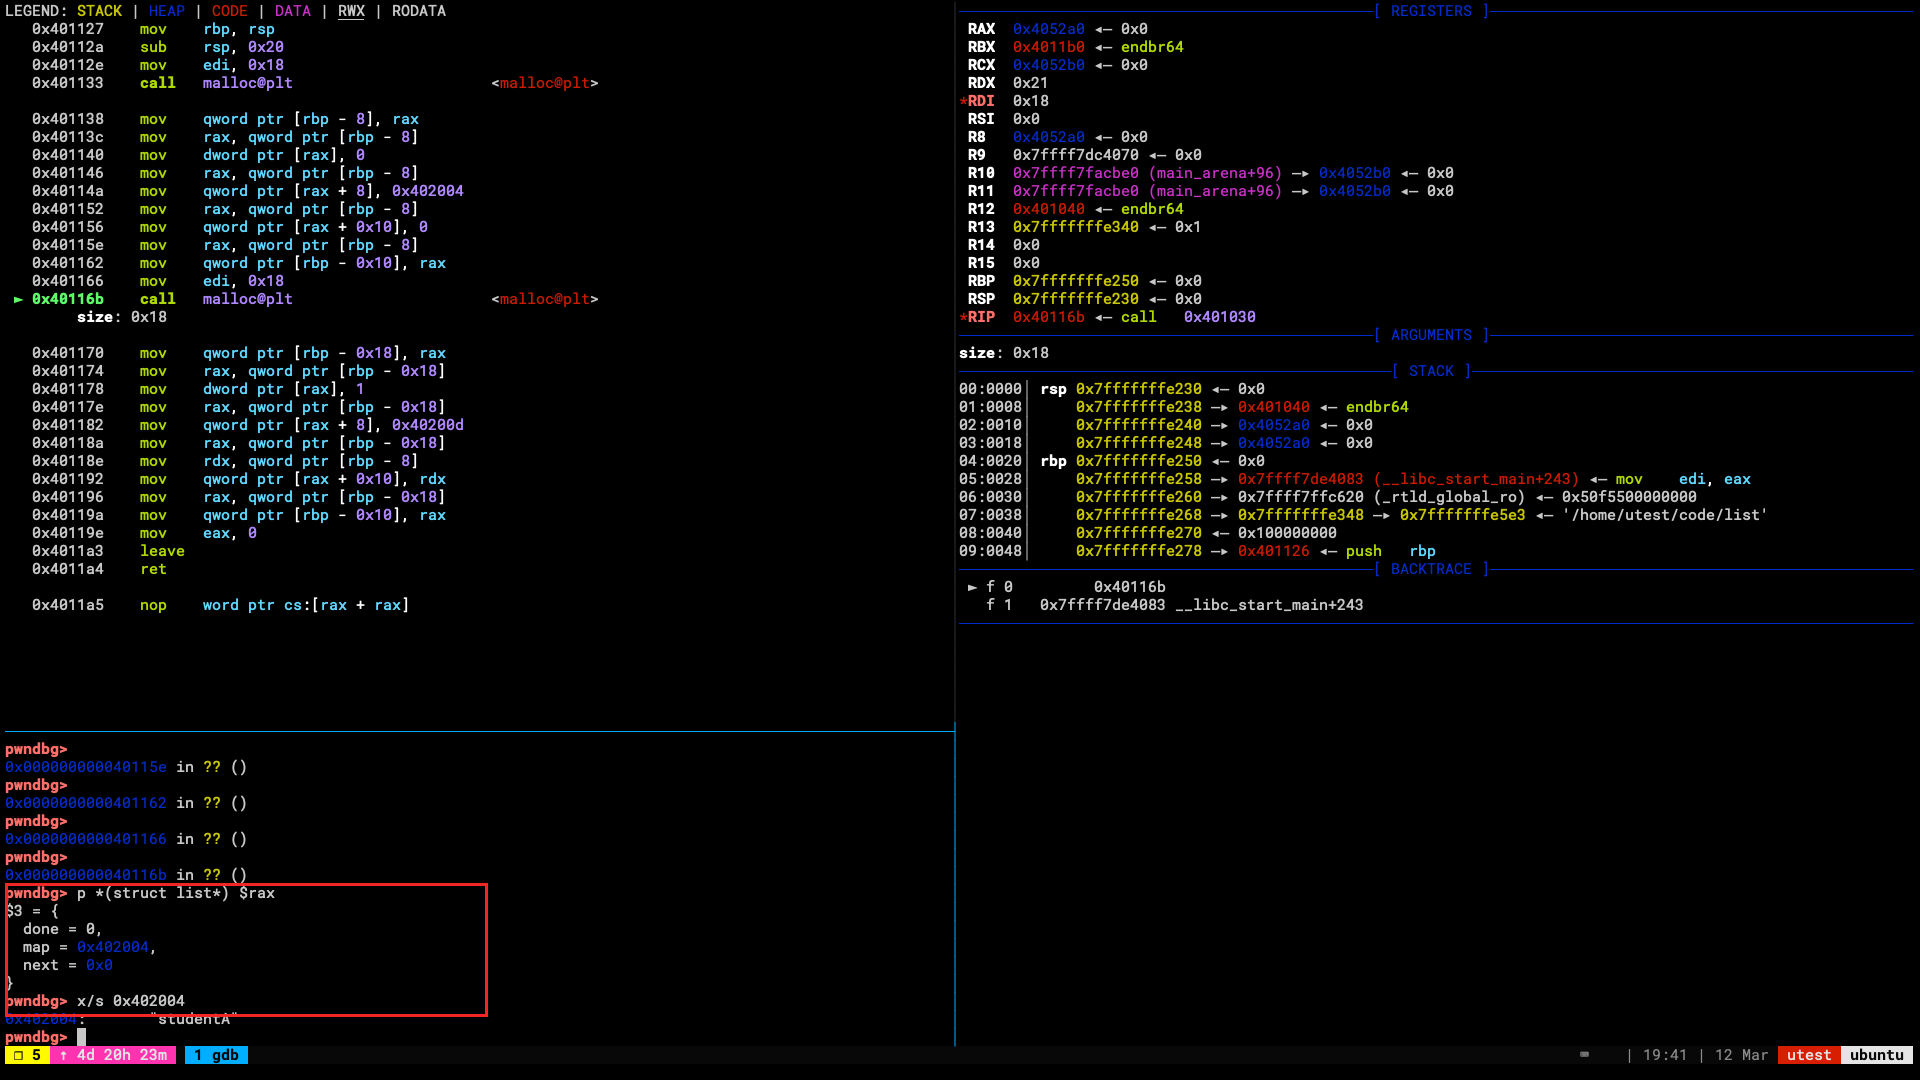 LEGEND: STACK | HEAP | CODE | DATA | RWX | RODATA
0x401127 mov rbp, rsp
0x40112a sub rsp, 0x20
0x40112e mov edi, 0x18
0x401133 call malloc@plt <malloc@plt>
0x401138 mov qword ptr [rbp - 8], rax
0x40113c mov rax, qword ptr [rbp - 8]
0x401140 mov dword ptr [rax], 0
0x401146 mov rax, qword ptr [rbp - 8]
0x40114a mov qword ptr [rax + 8], 0x402004
0x401152 mov rax, qword ptr [rbp - 8]
0x401156 mov qword ptr [rax + 0x10], 0
0x40115e mov rax, qword ptr [rbp - 8]
0x401162 mov qword ptr [rbp - 0x10], rax
0x401166 mov edi, 0x18
► 0x40116b call malloc@plt <malloc@plt>
size: 0x18
0x401170 mov qword ptr [rbp - 0x18], rax
0x401174 mov rax, qword ptr [rbp - 0x18]
0x401178 mov dword ptr [rax], 1
0x40117e mov rax, qword ptr [rbp - 0x18]
0x401182 mov qword ptr [rax + 8], 0x40200d
0x40118a mov rax, qword ptr [rbp - 0x18]
0x40118e mov rdx, qword ptr [rbp - 8]
0x401192 mov qword ptr [rax + 0x10], rdx
0x401196 mov rax, qword ptr [rbp - 0x18]
0x40119a mov qword ptr [rbp - 0x10], rax
0x40119e mov eax, 0
0x4011a3 leave
0x4011a4 ret
0x4011a5 nop word ptr cs:[rax + rax]
pwndbg>
0x000000000040115e in ?? ()
pwndbg>
0x0000000000401162 in ?? ()
pwndbg>
0x0000000000401166 in ?? ()
pwndbg>
0x000000000040116b in ?? ()
pwndbg> p *(struct list*) $rax
$3 = {
done = 0,
map = 0x402004,
next = 0x0
}
pwndbg> x/s 0x402004
0x402004: "studentA"
pwndbg>
[ REGISTERS ]
RAX 0x4052a0 ◂— 0x0
RBX 0x4011b0 ◂— endbr64
RCX 0x4052b0 ◂— 0x0
RDX 0x21
*RDI 0x18
RSI 0x0
R8 0x4052a0 ◂— 0x0
R9 0x7ffff7dc4070 ◂— 0x0
R10 0x7ffff7facbe0 (main_arena+96) —▸ 0x4052b0 ◂— 0x0
R11 0x7ffff7facbe0 (main_arena+96) —▸ 0x4052b0 ◂— 0x0
R12 0x401040 ◂— endbr64
R13 0x7fffffffe340 ◂— 0x1
R14 0x0
R15 0x0
RBP 0x7fffffffe250 ◂— 0x0
RSP 0x7fffffffe230 ◂— 0x0
*RIP 0x40116b ◂— call 0x401030
[ ARGUMENTS ]
size: 0x18
[ STACK ]
00:0000│ rsp 0x7fffffffe230 ◂— 0x0
01:0008│ 0x7fffffffe238 —▸ 0x401040 ◂— endbr64
02:0010│ 0x7fffffffe240 —▸ 0x4052a0 ◂— 0x0
03:0018│ 0x7fffffffe248 —▸ 0x4052a0 ◂— 0x0
04:0020│ rbp 0x7fffffffe250 ◂— 0x0
05:0028│ 0x7fffffffe258 —▸ 0x7ffff7de4083 (__libc_start_main+243) ◂— mov edi, eax
06:0030│ 0x7fffffffe260 —▸ 0x7ffff7ffc620 (_rtld_global_ro) ◂— 0x50f5500000000
07:0038│ 0x7fffffffe268 —▸ 0x7fffffffe348 —▸ 0x7fffffffe5e3 ◂— '/home/utest/code/list'
08:0040│ 0x7fffffffe270 ◂— 0x100000000
09:0048│ 0x7fffffffe278 —▸ 0x401126 ◂— push rbp
[ BACKTRACE ]
► f 0 0x40116b
f 1 0x7ffff7de4083 __libc_start_main+243
❐ 5 ↑ 4d 20h 23m 1 gdb | 19:41 | 12 Mar utest ubuntu